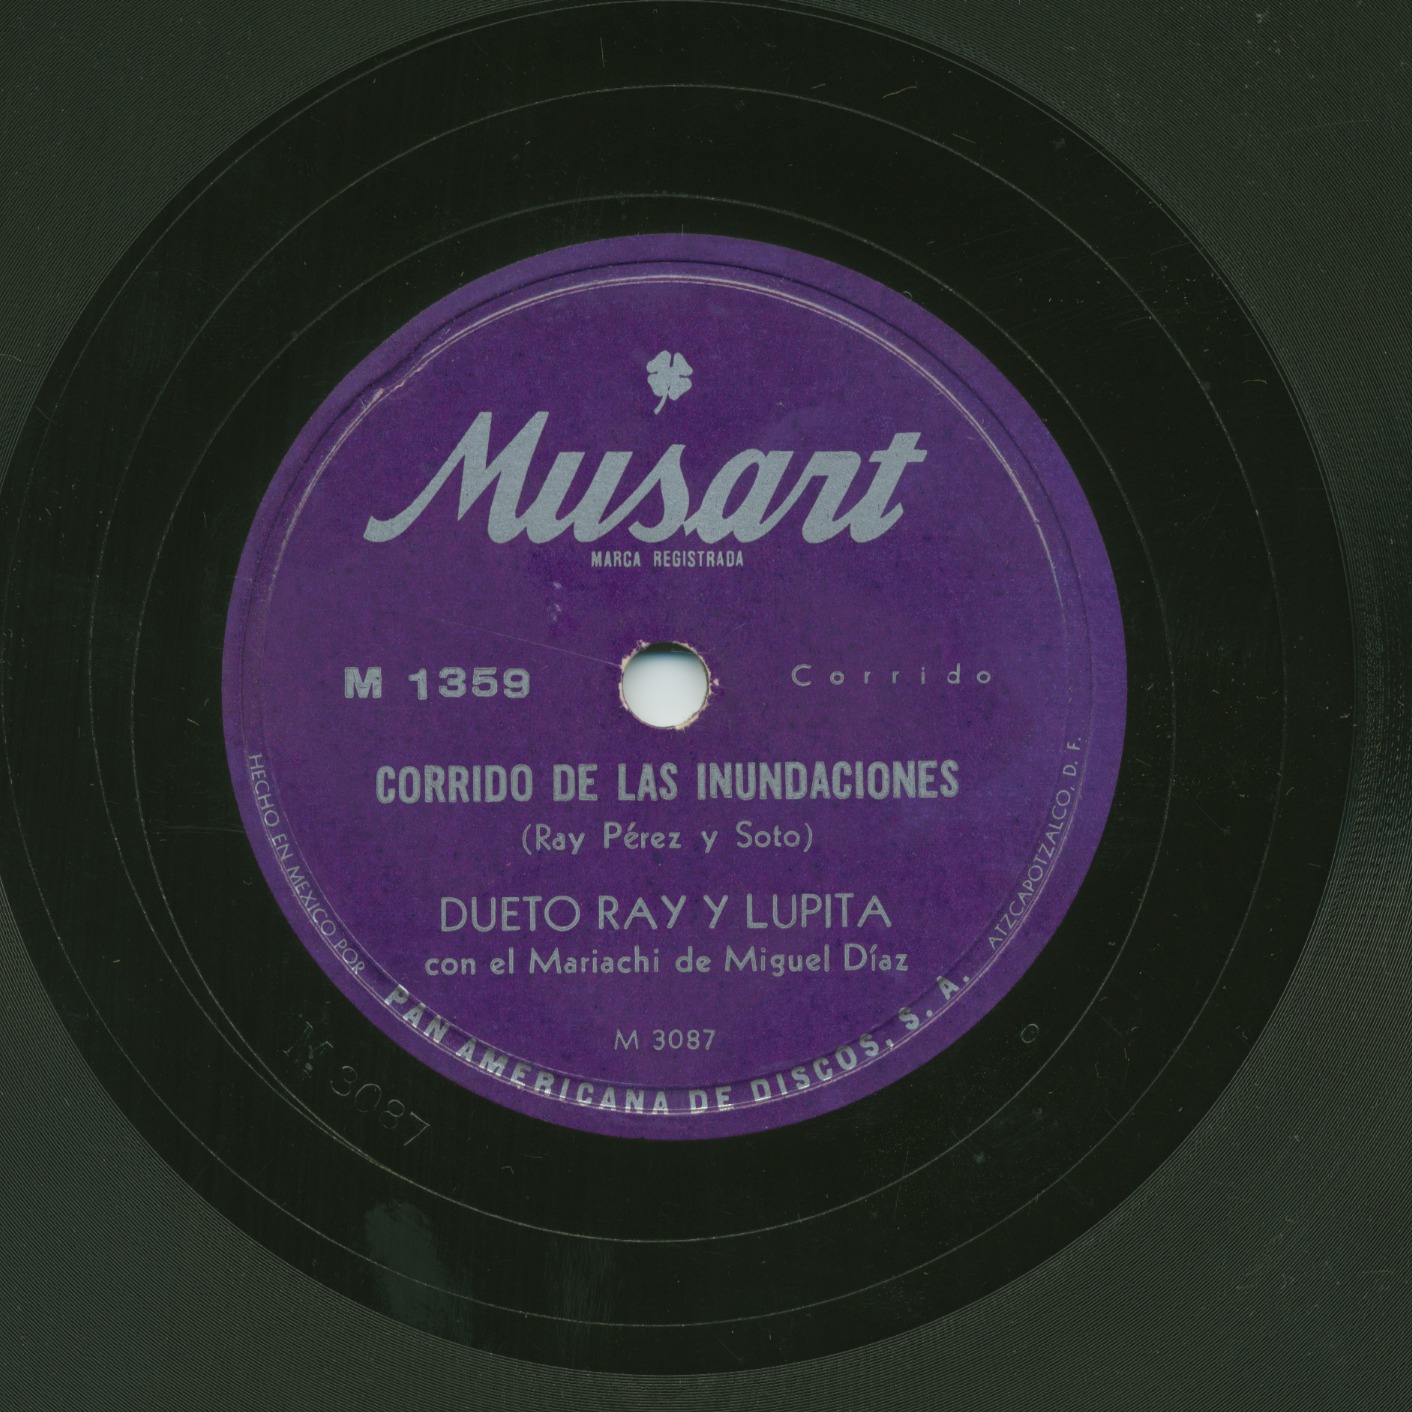 Musart
MARCA REGISTRADA
M 1359
Corrido
CORRIDO DE LAS INUNDACIONES
(Ray Pérez y Soto)
DUETO RAY Y LUPITA
con el Mariachi de Miguel Díaz
M 3087
HECHO EN MEXICO POR PAN AMERICANA DE DISCOS, S. A. ATZCAPOTZALCO, D. F.
M 3087